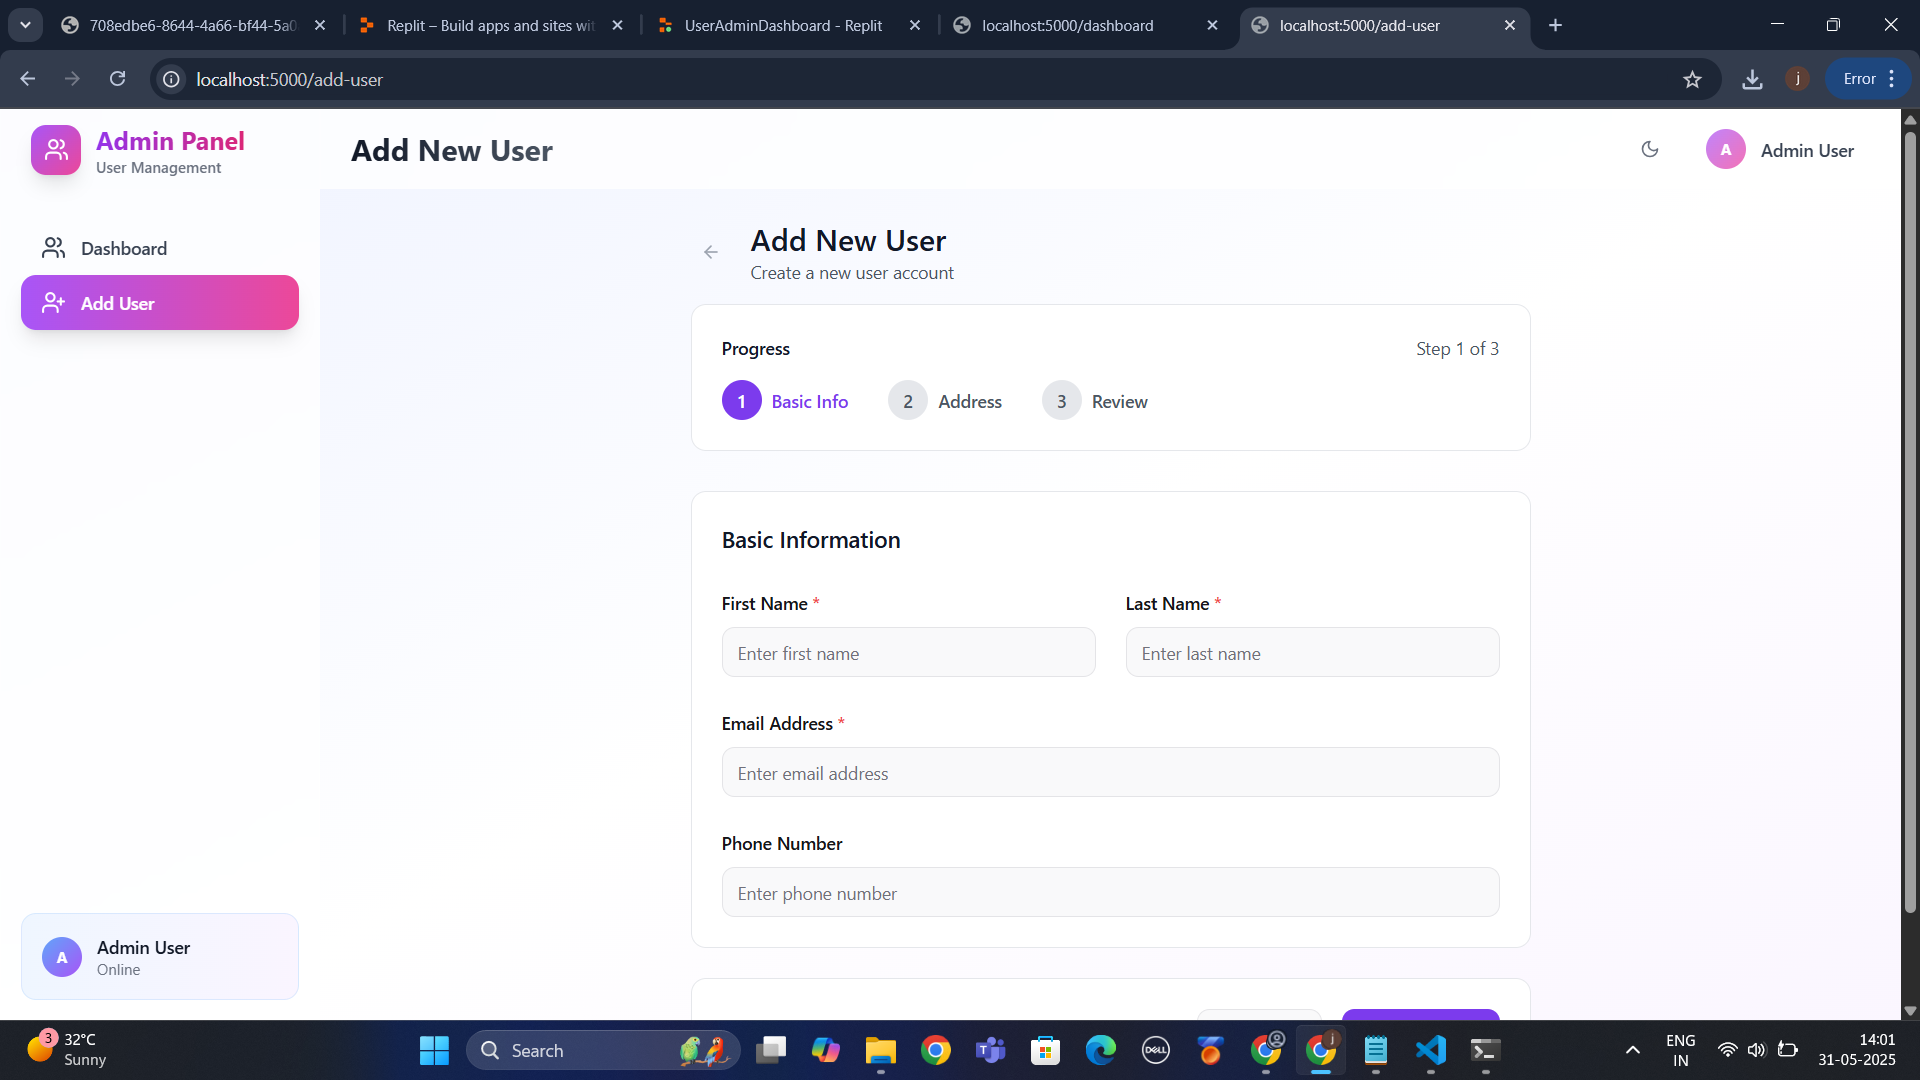 708edbe6-8644-4a66-bf44-5a0
Replit – Build apps and sites wit
UserAdminDashboard - Replit
localhost:5000/dashboard
localhost:5000/add-user
localhost:5000/add-user
j
Error
Admin Panel
User Management
Add New User
A
Admin User
Dashboard
Add User
Add New User
Create a new user account
Progress
Step 1 of 3
1 Basic Info
2 Address
3 Review
Basic Information
First Name *
Last Name *
Enter first name
Enter last name
Email Address *
Enter email address
Phone Number
Enter phone number
A
Admin User
Online
3
32°C
Sunny
Search
T
DELL
j
ENG
IN
14:01
31-05-2025